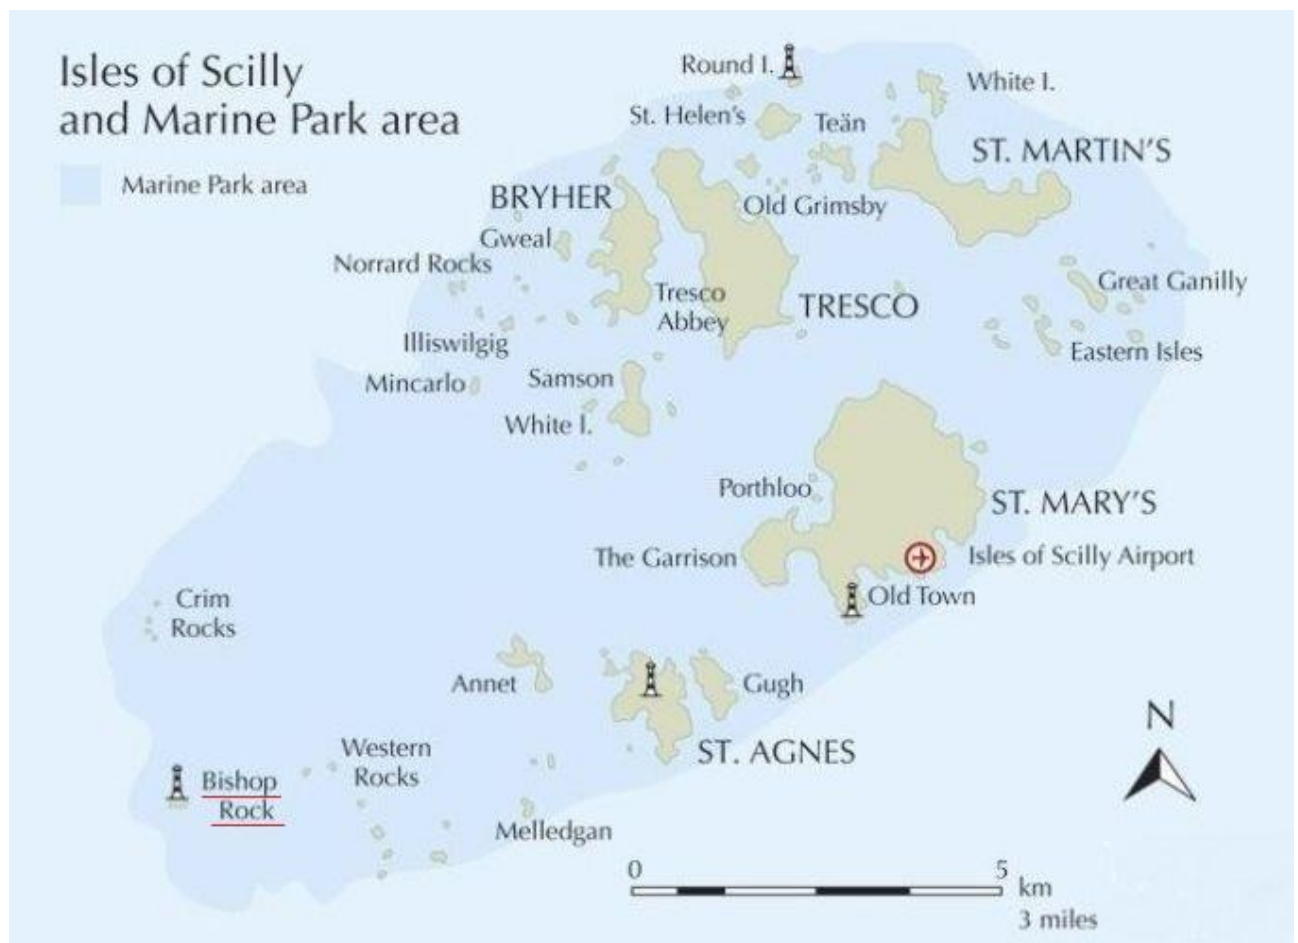 Isles of Scilly
and Marine Park area
Marine Park area
Round I.
White I.
St. Helen's
Teän
ST. MARTIN'S
BRYHER
Old Grimsby
Gweal
Norrard Rocks
Great Ganilly
Tresco
Abbey
TRESCO
Illiswilgig
Eastern Isles
Mincarlo
Samson
White I.
Porthloo
ST. MARY'S
The Garrison
Isles of Scilly Airport
Old Town
Crim
Rocks
Annet
Gugh
N
Western
Rocks
ST. AGNES
Bishop
Rock
Melledgan
0 5
km
3 miles